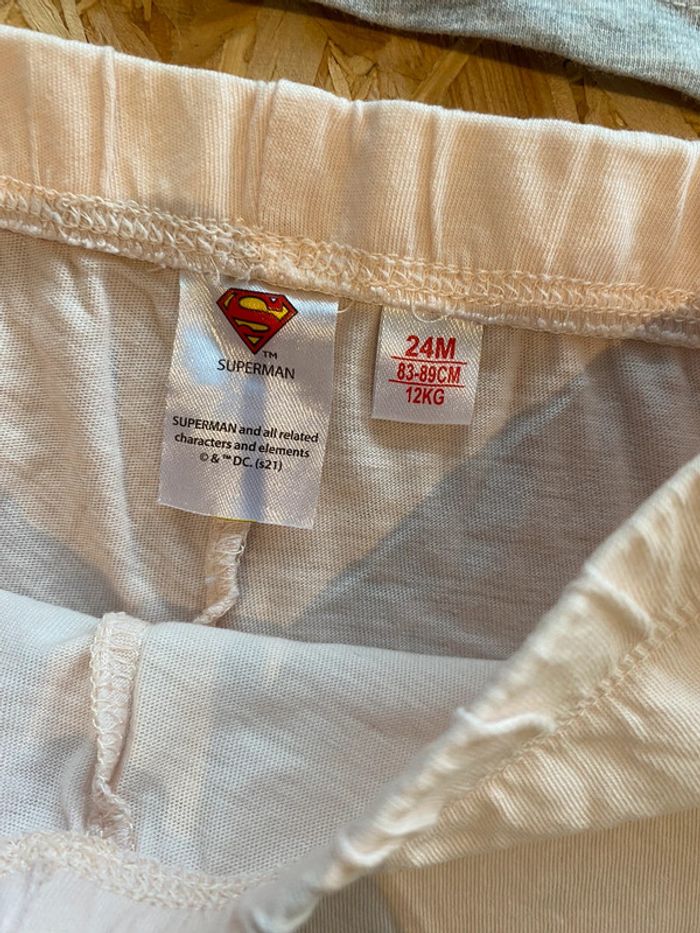 S
TM
SUPERMAN
SUPERMAN and all related
characters and elements
© & ™ DC. (s21)
24M
83-89CM
12KG